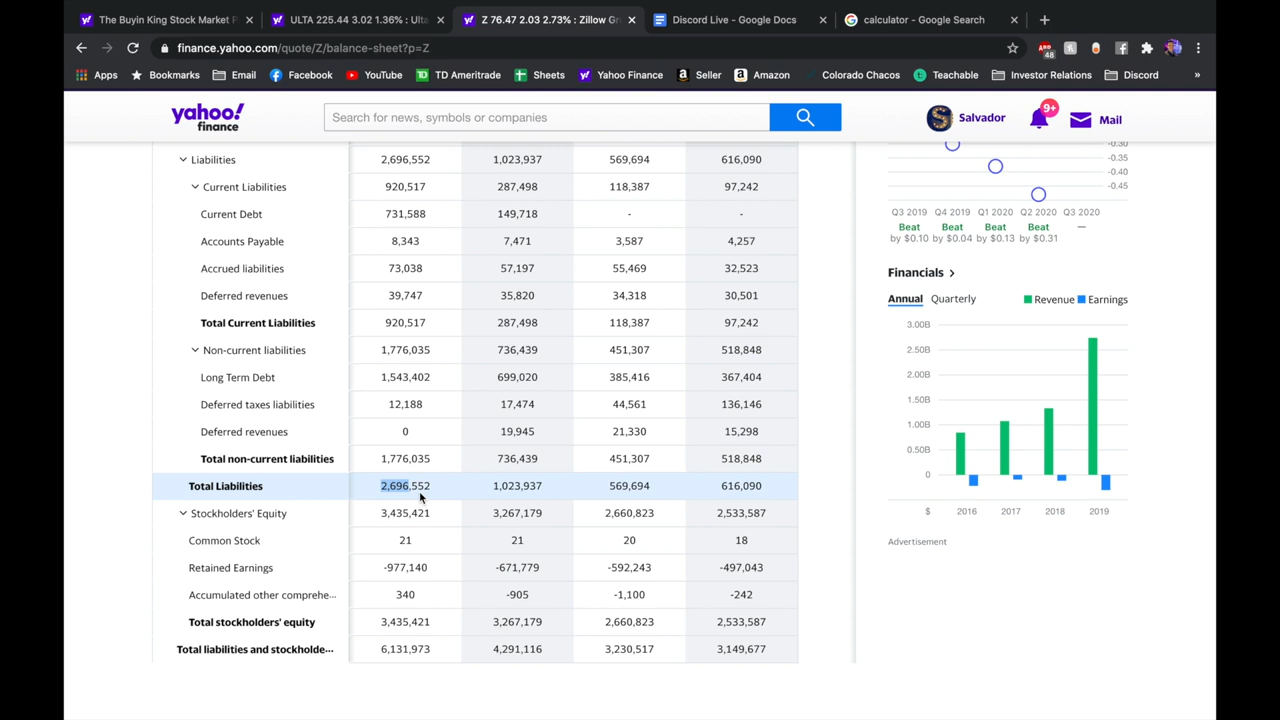 The Buyin King Stock Market P
ULTA 225.44 3.02 1.36% : Ulta
Z 76.47 2.03 2.73% : Zillow Gr
Discord Live - Google Docs
calculator - Google Search
finance.yahoo.com/quote/Z/balance-sheet?p=Z
48
Apps
Bookmarks
Email
Facebook
YouTube
TD Ameritrade
Sheets
Yahoo Finance
Seller
Amazon
Colorado Chacos
Teachable
Investor Relations
Discord
»
yahoo!
finance
Search for news, symbols or companies
Salvador
9+
Mail
Liabilities 2,696,552 1,023,937 569,694 616,090
Current Liabilities 920,517 287,498 118,387 97,242
Current Debt 731,588 149,718 - -
Accounts Payable 8,343 7,471 3,587 4,257
Accrued liabilities 73,038 57,197 55,469 32,523
Deferred revenues 39,747 35,820 34,318 30,501
Total Current Liabilities 920,517 287,498 118,387 97,242
Non-current liabilities 1,776,035 736,439 451,307 518,848
Long Term Debt 1,543,402 699,020 385,416 367,404
Deferred taxes liabilities 12,188 17,474 44,561 136,146
Deferred revenues 0 19,945 21,330 15,298
Total non-current liabilities 1,776,035 736,439 451,307 518,848
Total Liabilities 2,696,552 1,023,937 569,694 616,090
Stockholders' Equity 3,435,421 3,267,179 2,660,823 2,533,587
Common Stock 21 21 20 18
Retained Earnings -977,140 -671,779 -592,243 -497,043
Accumulated other comprehe... 340 -905 -1,100 -242
Total stockholders' equity 3,435,421 3,267,179 2,660,823 2,533,587
Total liabilities and stockholde... 6,131,973 4,291,116 3,230,517 3,149,677
-0.30
-0.35
-0.40
-0.45
Q3 2019 Q4 2019 Q1 2020 Q2 2020 Q3 2020
Beat Beat Beat Beat —
by $0.10 by $0.04 by $0.13 by $0.31
Financials
Annual Quarterly
Revenue Earnings
3.00B
2.50B
2.00B
1.50B
1.00B
0.50B
0
$ 2016 2017 2018 2019
Advertisement